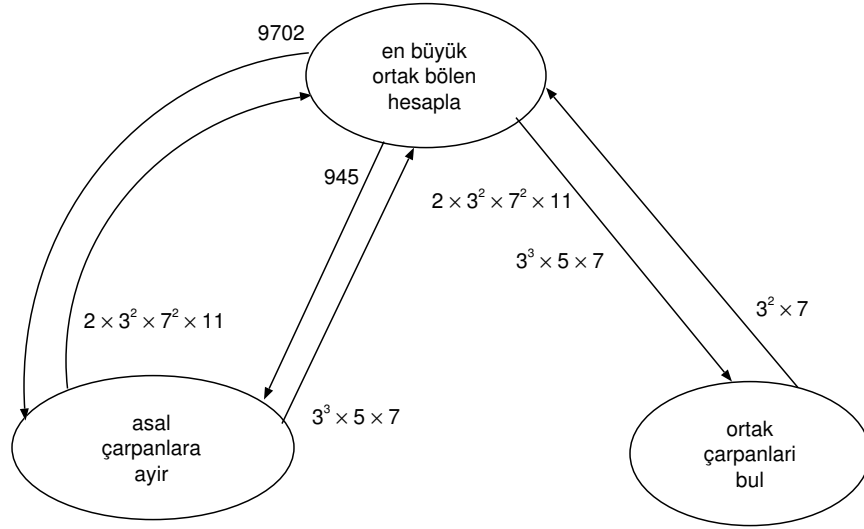 9702
en büyük
ortak bölen
hesapla
945
2 × 3² × 7² × 11
3³ × 5 × 7
3² × 7
2 × 3² × 7² × 11
3³ × 5 × 7
asal
çarpanlara
ayir
ortak
çarpanlari
bul